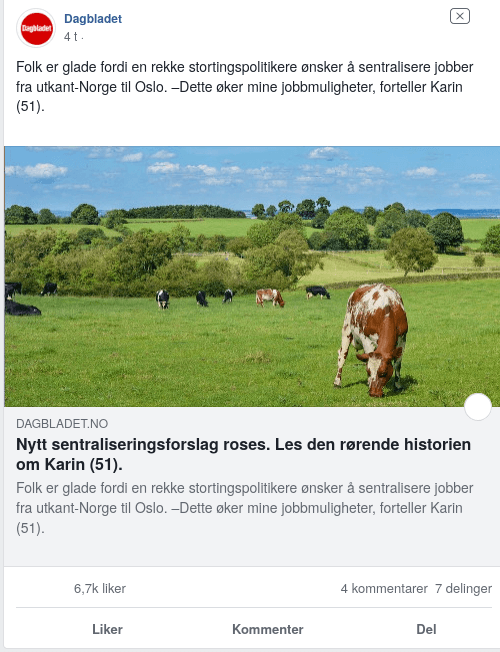 Dagbladet
Dagbladet
4 t ·
Folk er glade fordi en rekke stortingspolitikere ønsker å sentralisere jobber
fra utkant-Norge til Oslo. –Dette øker mine jobbmuligheter, forteller Karin
(51).
DAGBLADET.NO
Nytt sentraliseringsforslag roses. Les den rørende historien
om Karin (51).
Folk er glade fordi en rekke stortingspolitikere ønsker å sentralisere jobber
fra utkant-Norge til Oslo. –Dette øker mine jobbmuligheter, forteller Karin
(51).
6,7k liker 4 kommentarer 7 delinger
Liker Kommenter Del